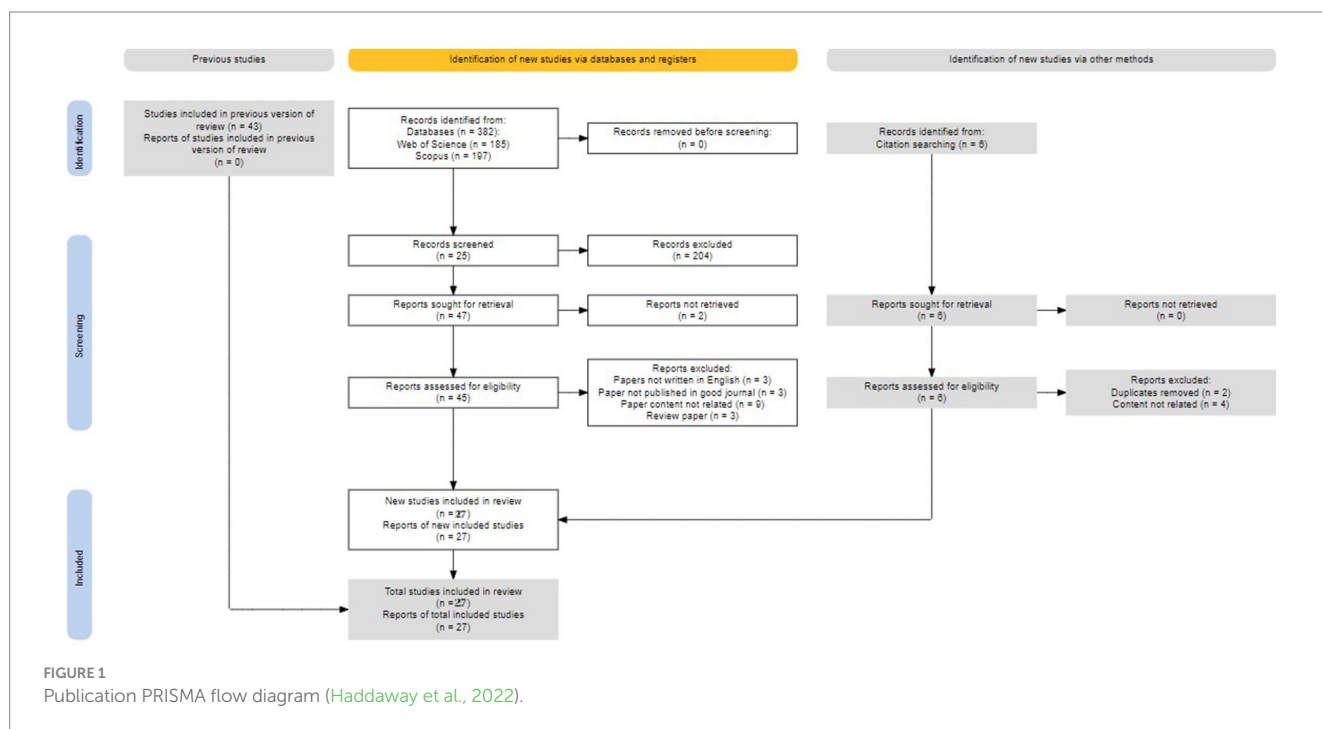 Previous studies
Identification of new studies via databases and registers
Identification of new studies via other methods
Identification
Studies included in previous version of
review (n = 43)
Reports of studies included in previous
version of review
(n = 0)
Records identified from:
Databases (n = 382):
Web of Science (n = 185)
Scopus (n = 197)
Records removed before screening:
(n = 0)
Records identified from:
Citation searching (n = 6)
Screening
Records screened
(n = 25)
Records excluded
(n = 204)
Reports sought for retrieval
(n = 47)
Reports not retrieved
(n = 2)
Reports sought for retrieval
(n = 6)
Reports not retrieved
(n = 0)
Reports assessed for eligibility
(n = 45)
Reports excluded:
Papers not written in English (n = 3)
Paper not published in good journal (n = 3)
Paper content not related (n = 9)
Review paper (n = 3)
Reports assessed for eligibility
(n = 6)
Reports excluded:
Duplicates removed (n = 2)
Content not related (n = 4)
Included
New studies included in review
(n = 27)
Reports of new included studies
(n = 27)
Total studies included in review
(n = 27)
Reports of total included studies
(n = 27)
FIGURE 1
Publication PRISMA flow diagram (Haddaway et al., 2022).